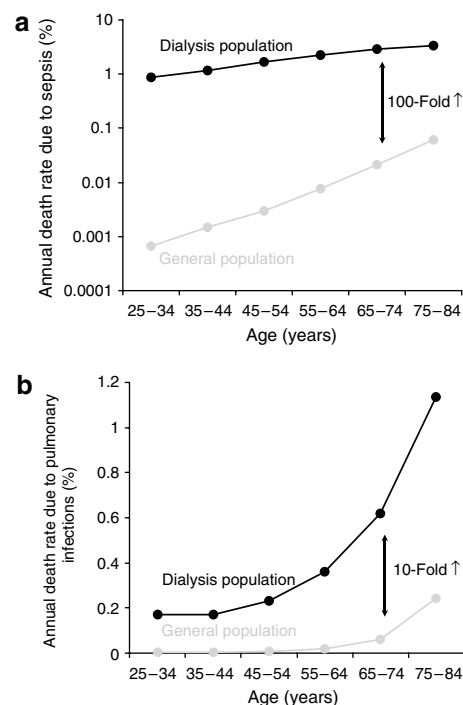 a
Annual death rate due to sepsis (%)
10
1
0.1
0.01
0.001
0.0001
Dialysis population
100-Fold ↑
General population
25–34 35–44 45–54 55–64 65–74 75–84
Age (years)
b
Annual death rate due to pulmonary
infections (%)
1.2
1
0.8
0.6
0.4
0.2
0
Dialysis population
10-Fold ↑
General population
25–34 35–44 45–54 55–64 65–74 75–84
Age (years)